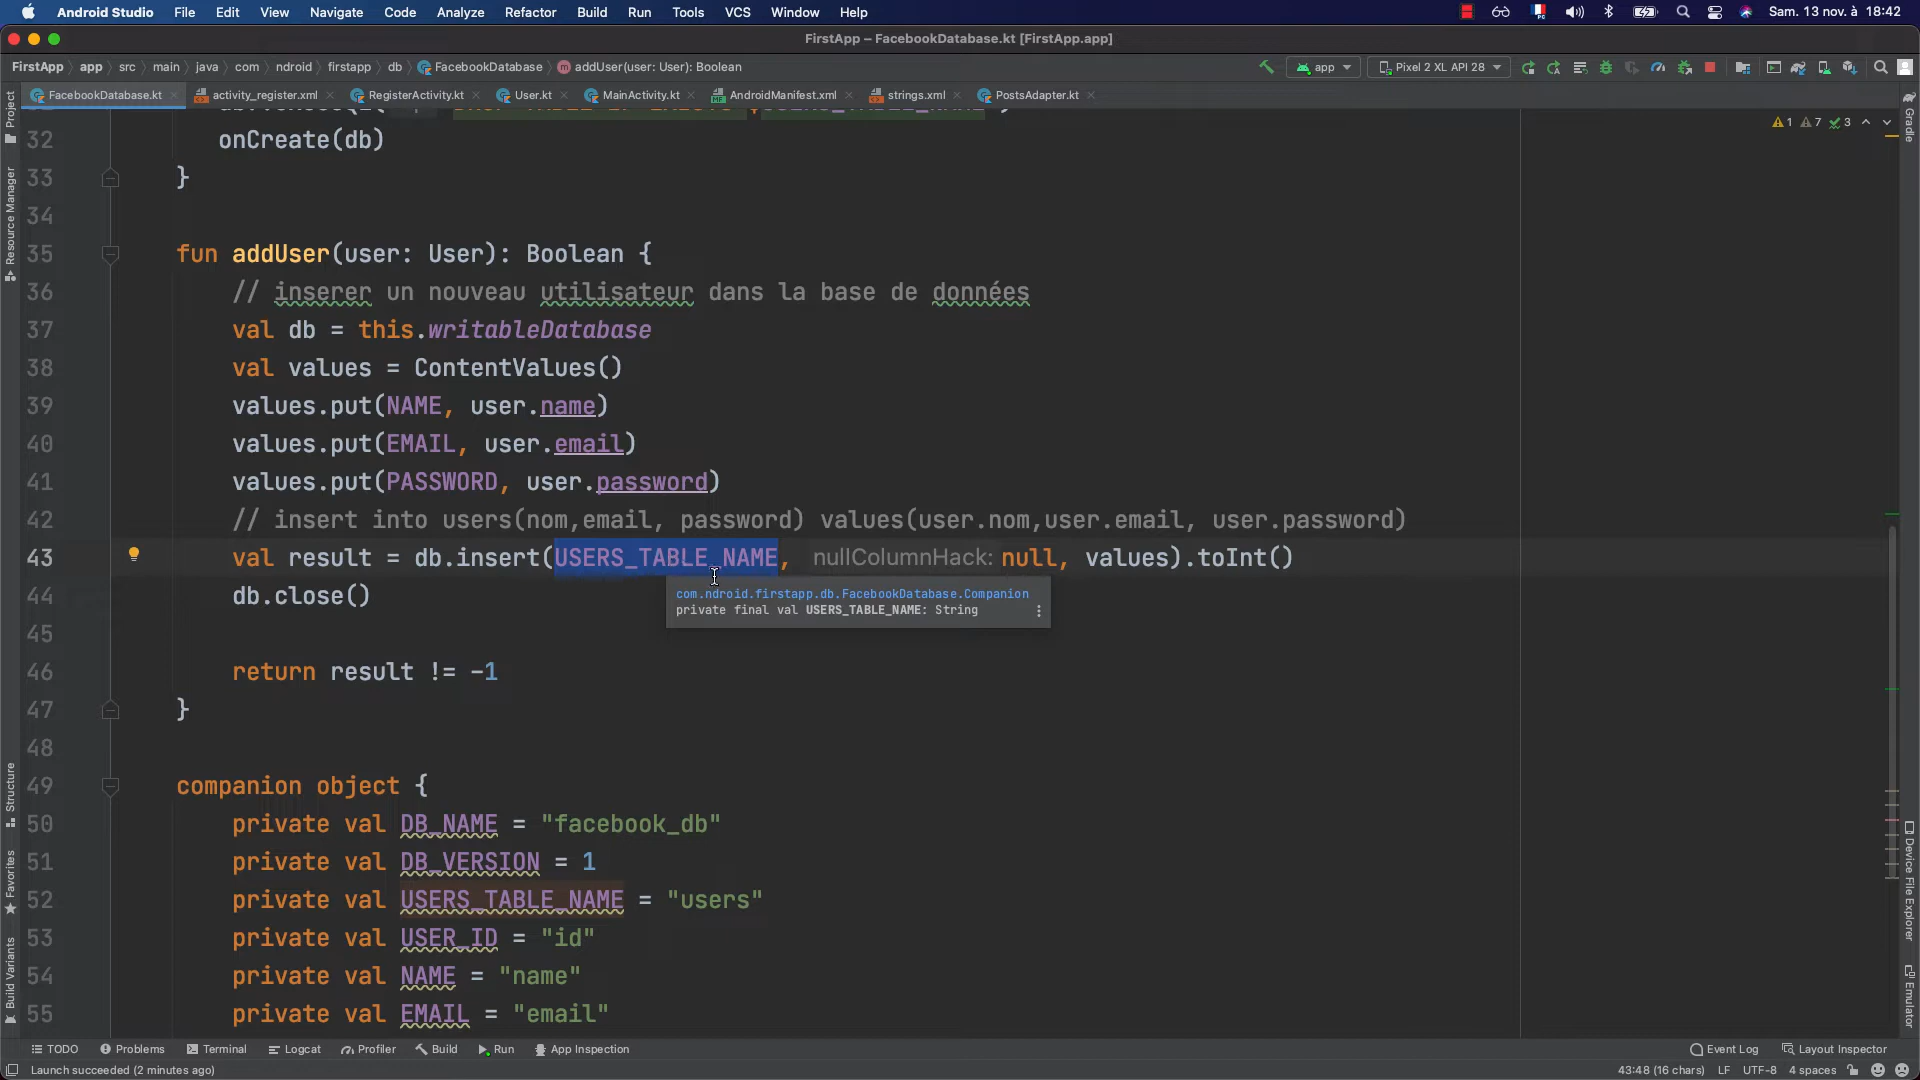 Android Studio File Edit View Navigate Code Analyze Refactor Build Run Tools VCS Window Help Sam. 13 nov. à 18:42
FirstApp – FacebookDatabase.kt [FirstApp.app]
FirstApp app src main java com ndroid firstapp db FacebookDatabase addUser(user: User): Boolean app Pixel 2 XL API 28
FacebookDatabase.kt activity_register.xml RegisterActivity.kt User.kt MainActivity.kt AndroidManifest.xml strings.xml PostsAdapter.kt
1 7 3
32 onCreate(db)
33 }
34
35 fun addUser(user: User): Boolean {
36 // inserer un nouveau utilisateur dans la base de données
37 val db = this.writableDatabase
38 val values = ContentValues()
39 values.put(NAME, user.name)
40 values.put(EMAIL, user.email)
41 values.put(PASSWORD, user.password)
42 // insert into users(nom,email, password) values(user.nom,user.email, user.password)
43 val result = db.insert(USERS_TABLE_NAME, nullColumnHack: null, values).toInt()
44 db.close()
com.ndroid.firstapp.db.FacebookDatabase.Companion
private final val USERS_TABLE_NAME: String
45
46 return result != -1
47 }
48
49 companion object {
50 private val DB_NAME = "facebook_db"
51 private val DB_VERSION = 1
52 private val USERS_TABLE_NAME = "users"
53 private val USER_ID = "id"
54 private val NAME = "name"
55 private val EMAIL = "email"
Project
Resource Manager
Structure
Favorites
Build Variants
Gradle
Device File Explorer
Emulator
TODO Problems Terminal Logcat Profiler Build Run App Inspection Event Log Layout Inspector
Launch succeeded (2 minutes ago) 43:48 (16 chars) LF UTF-8 4 spaces